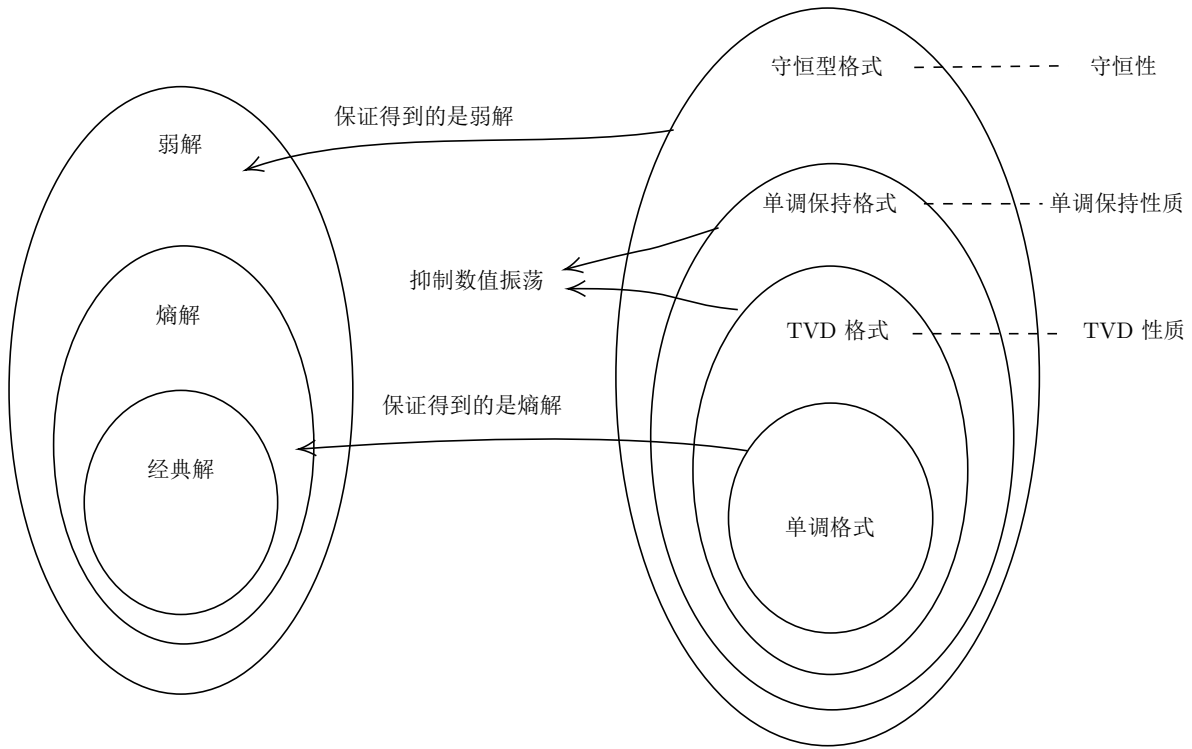 守恒型格式
守恒性
保证得到的是弱解
弱解
单调保持格式
单调保持性质
抑制数值振荡
熵解
TVD 格式
TVD 性质
保证得到的是熵解
经典解
单调格式